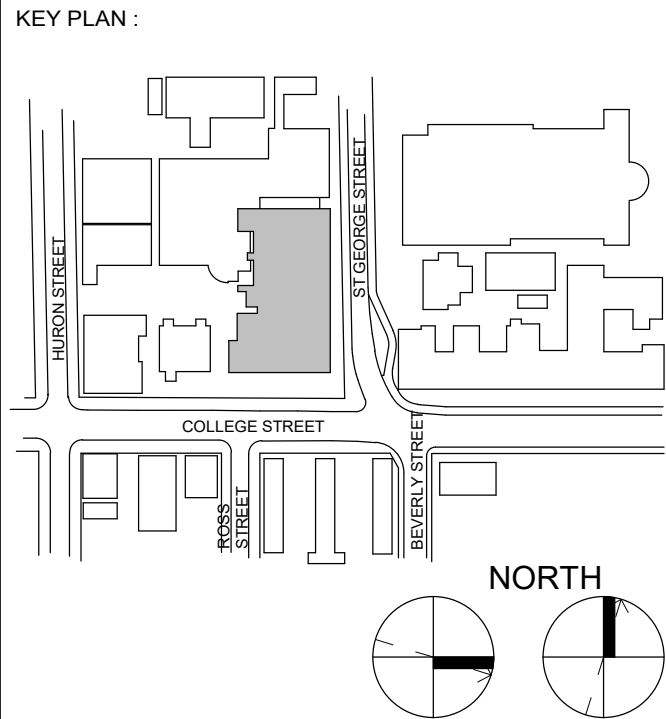 KEY PLAN :
ST GEORGE STREET
HURON STREET
COLLEGE STREET
BEVERLY STREET
ROSS
STREET
NORTH